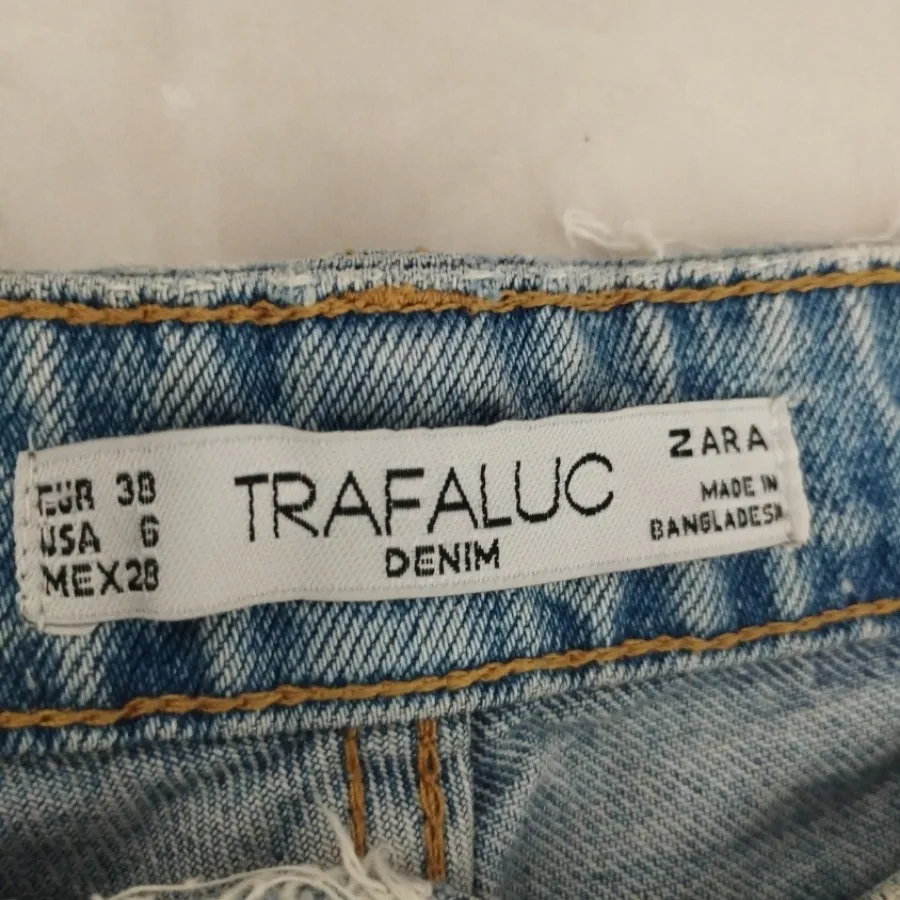 EUR 38
USA 6
MEX 28
TRAFALUC
DENIM
ZARA
MADE IN
BANGLADESH